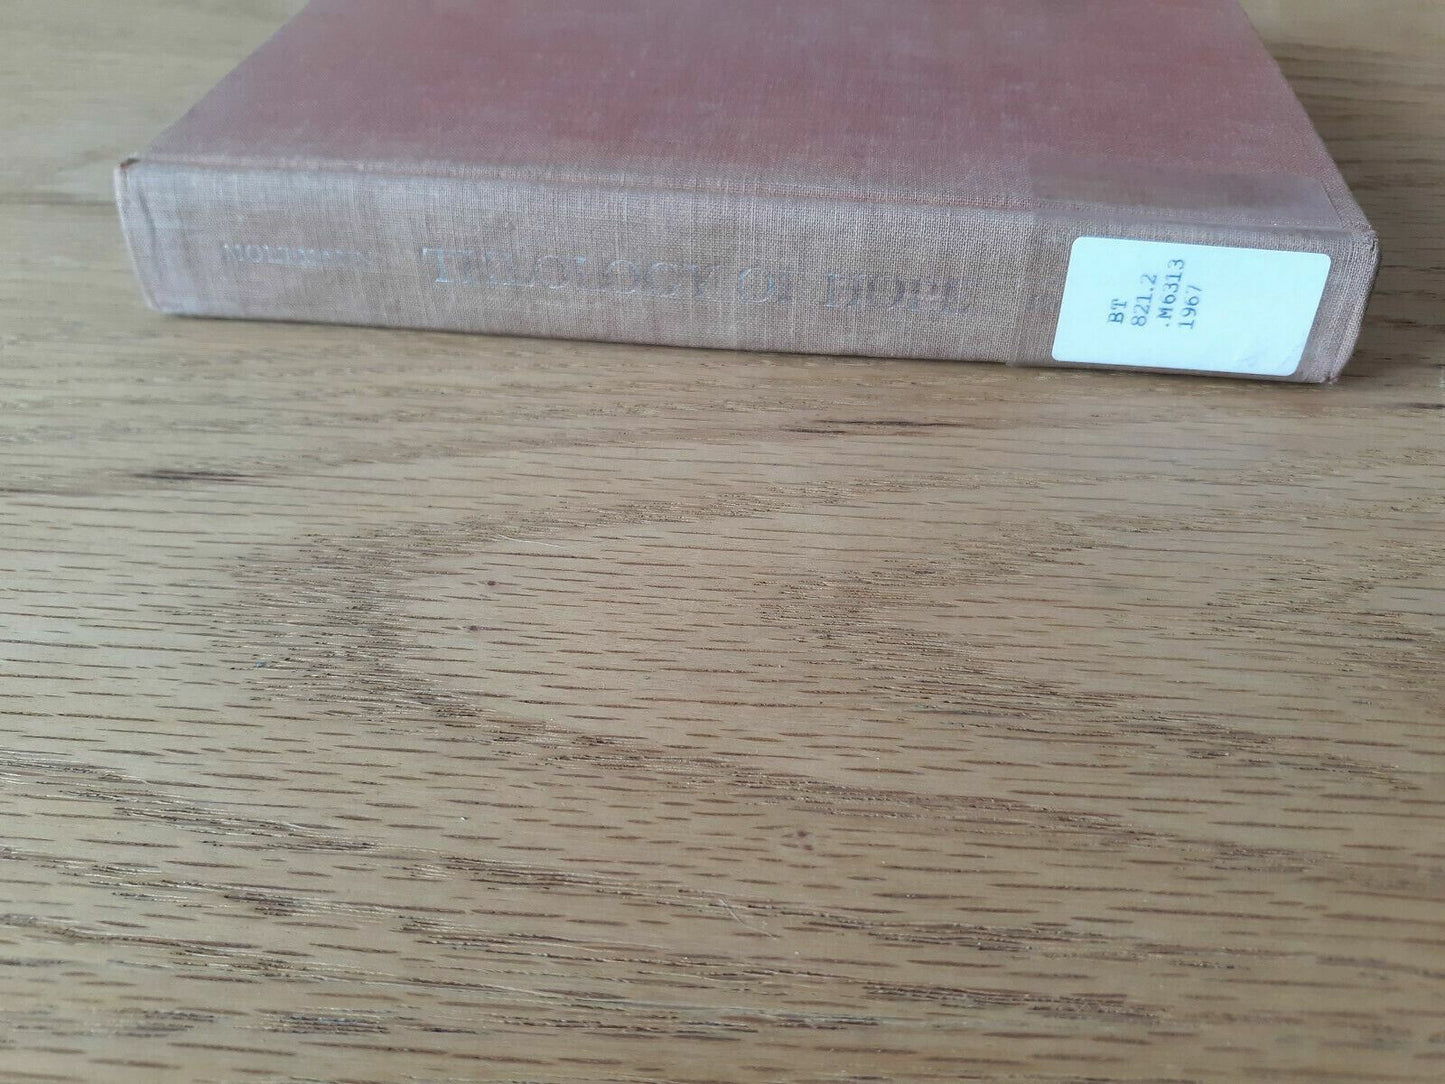 MOLTMANN
THEOLOGY OF HOPE
BT
821.2
.M6313
1967